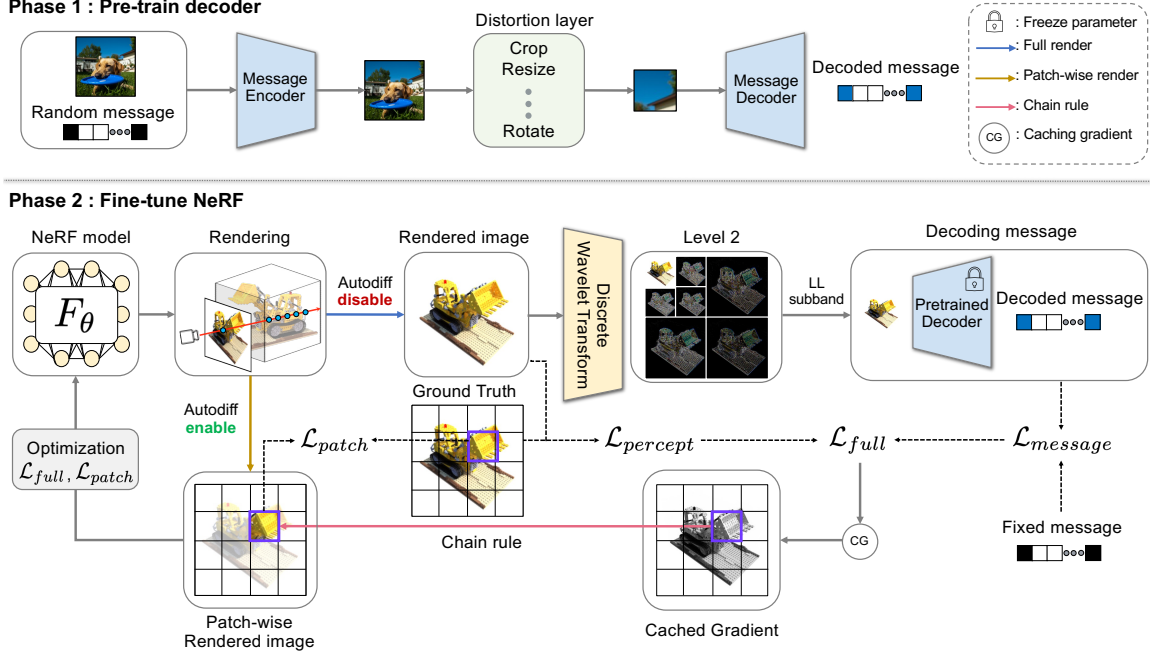 Phase 1 : Pre-train decoder
Random message
Message
Encoder
Distortion layer
Crop
Resize
Rotate
Message
Decoder
Decoded message
: Freeze parameter
: Full render
: Patch-wise render
: Chain rule
CG : Caching gradient
Phase 2 : Fine-tune NeRF
NeRF model
Rendering
Rendered image
Level 2
Decoding message
F_θ
Autodiff
disable
Discrete
Wavelet Transform
LL
subband
Pretrained
Decoder
Decoded message
Autodiff
enable
Ground Truth
Optimization
ℒ_full, ℒ_patch
ℒ_patch
ℒ_percept
ℒ_full
ℒ_message
Chain rule
CG
Fixed message
Patch-wise
Rendered image
Cached Gradient